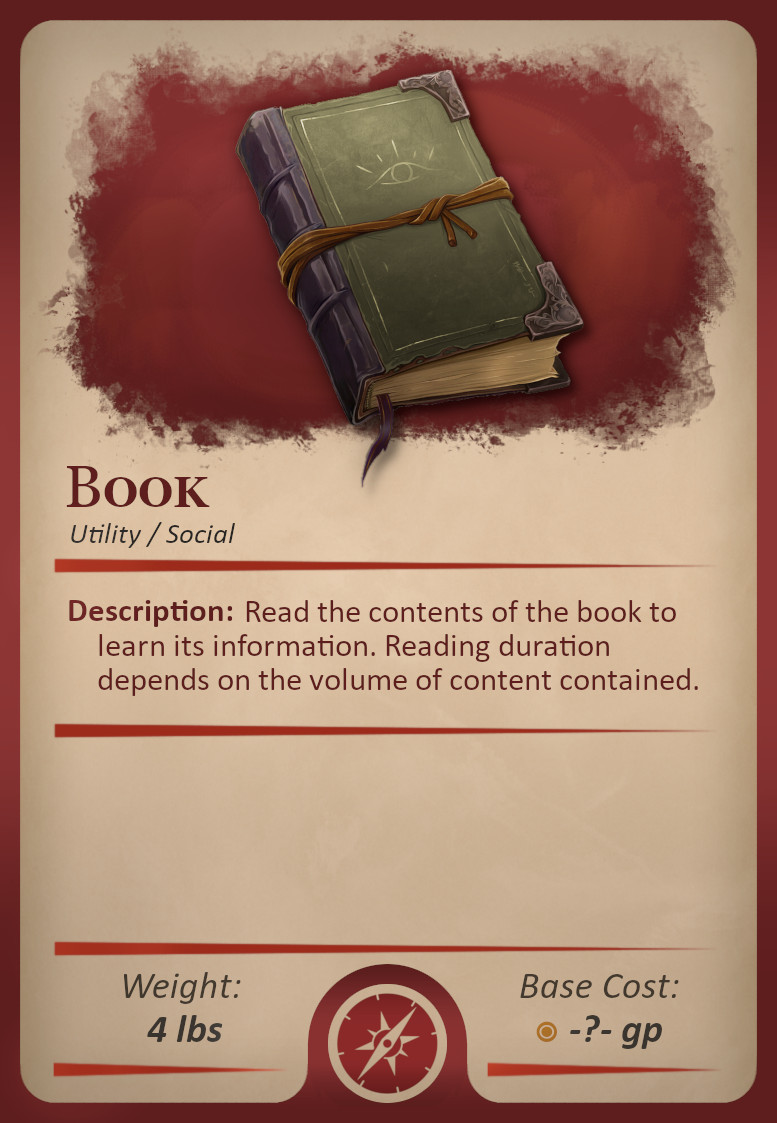 Book
Utility / Social
Description: Read the contents of the book to
learn its information. Reading duration
depends on the volume of content contained.
Weight:
4 lbs
Base Cost:
-?- gp